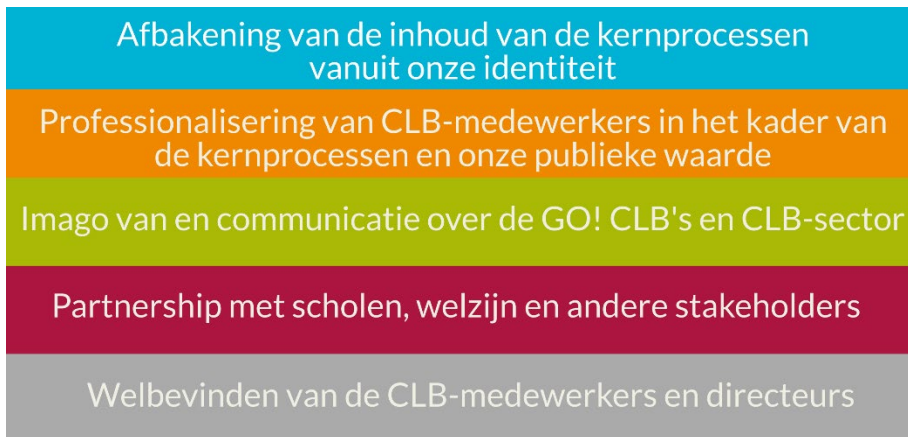 Afbakening van de inhoud van de kernprocessen
vanuit onze identiteit
Professionalisering van CLB-medewerkers in het kader van
de kernprocessen en onze publieke waarde
Imago van en communicatie over de GO! CLB's en CLB-sector
Partnership met scholen, welzijn en andere stakeholders
Welbevinden van de CLB-medewerkers en directeurs